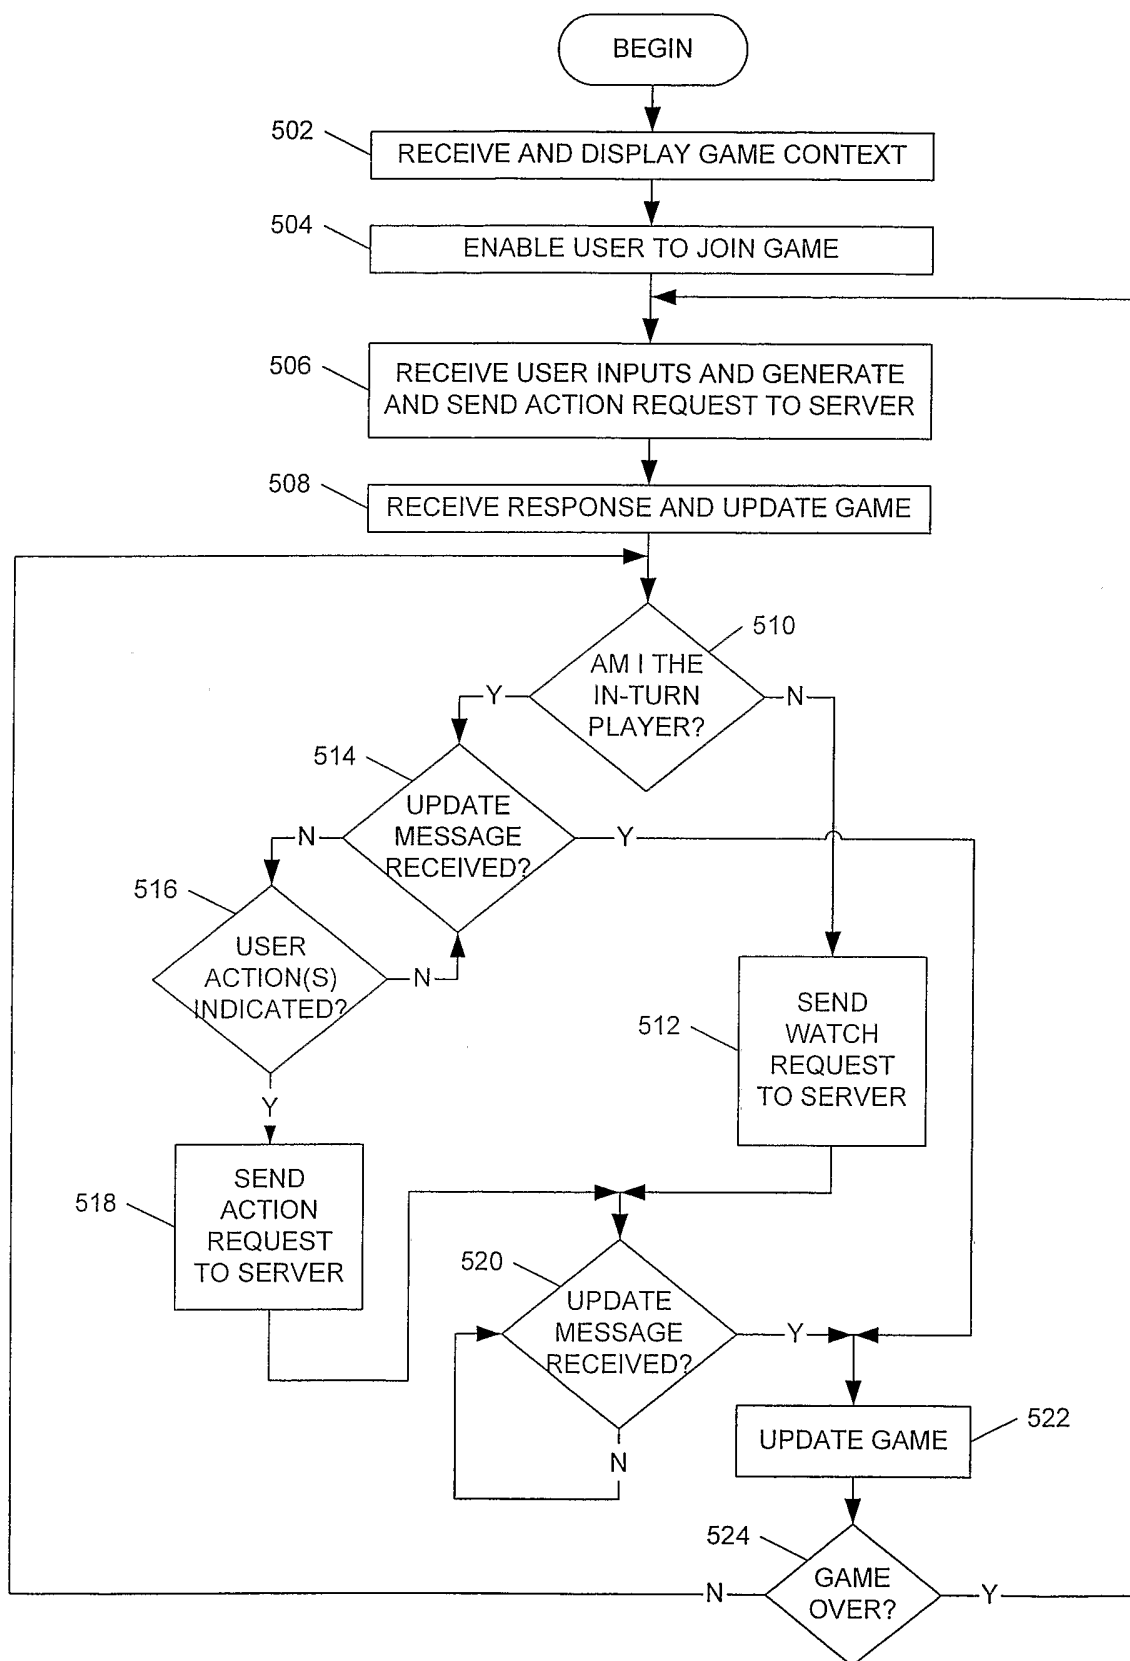 BEGIN
502
RECEIVE AND DISPLAY GAME CONTEXT
504
ENABLE USER TO JOIN GAME
506
RECEIVE USER INPUTS AND GENERATE
AND SEND ACTION REQUEST TO SERVER
508
RECEIVE RESPONSE AND UPDATE GAME
510
AM I THE
IN-TURN
PLAYER?
Y
N
514
UPDATE
MESSAGE
RECEIVED?
N
Y
516
USER
ACTION(S)
INDICATED?
N
Y
512
SEND
WATCH
REQUEST
TO SERVER
518
SEND
ACTION
REQUEST
TO SERVER
520
UPDATE
MESSAGE
RECEIVED?
Y
N
522
UPDATE GAME
524
GAME
OVER?
N
Y